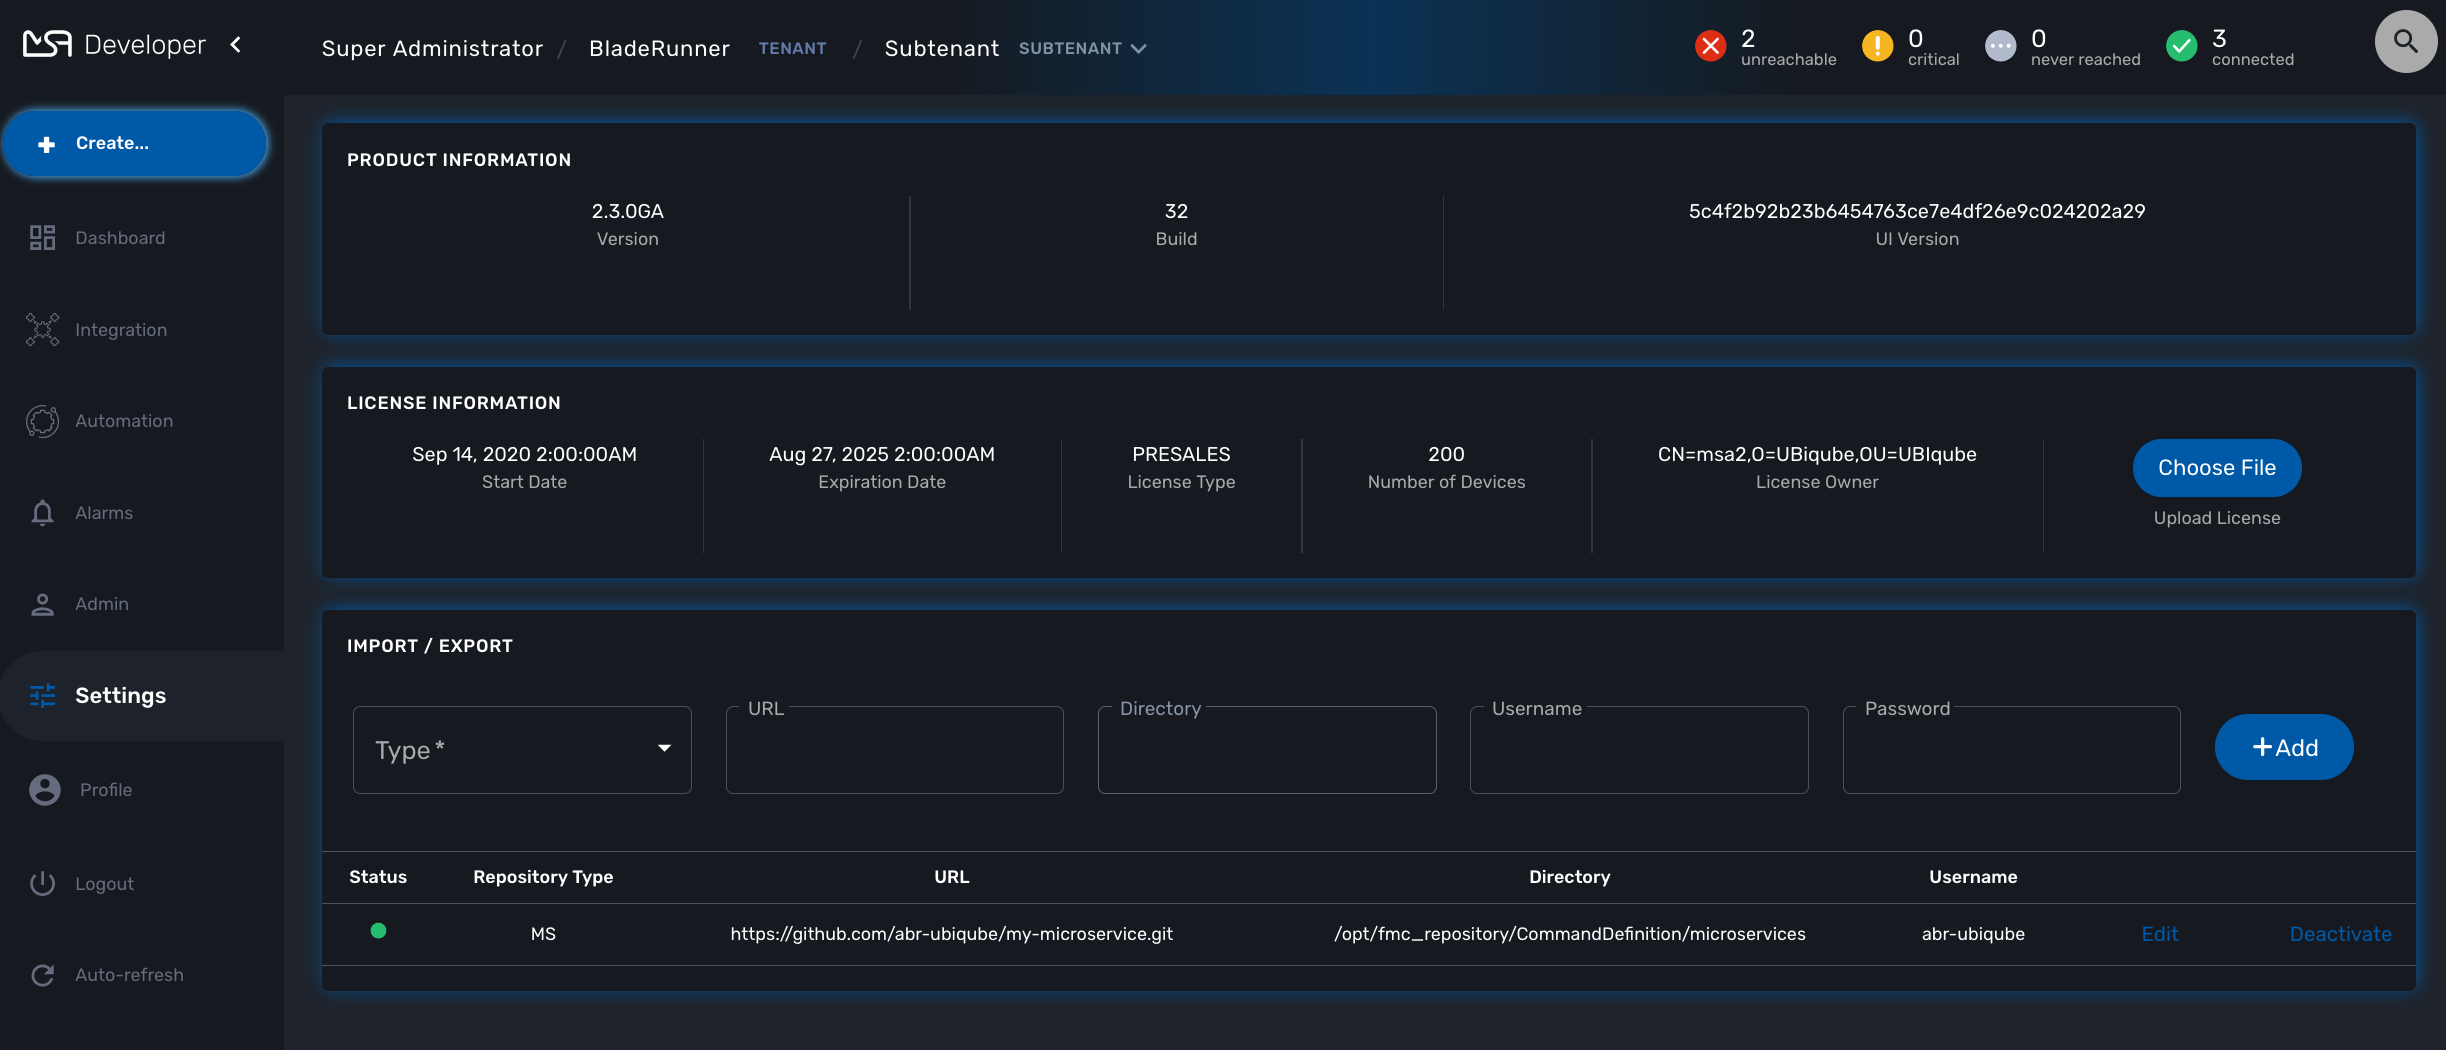 MSA Developer
Super Administrator / BladeRunner TENANT / Subtenant SUBTENANT
2 unreachable
0 critical
0 never reached
3 connected
Create...
Dashboard
Integration
Automation
Alarms
Admin
Settings
Profile
Logout
Auto-refresh
PRODUCT INFORMATION
2.3.0GA
Version
32
Build
5c4f2b92b23b6454763ce7e4df26e9c024202a29
UI Version
LICENSE INFORMATION
Sep 14, 2020 2:00:00AM
Start Date
Aug 27, 2025 2:00:00AM
Expiration Date
PRESALES
License Type
200
Number of Devices
CN=msa2,O=UBiqube,OU=UBIqube
License Owner
Choose File
Upload License
IMPORT / EXPORT
Type *
URL
Directory
Username
Password
+Add
Status Repository Type URL Directory Username
MS https://github.com/abr-ubiqube/my-microservice.git /opt/fmc_repository/CommandDefinition/microservices abr-ubiqube Edit Deactivate